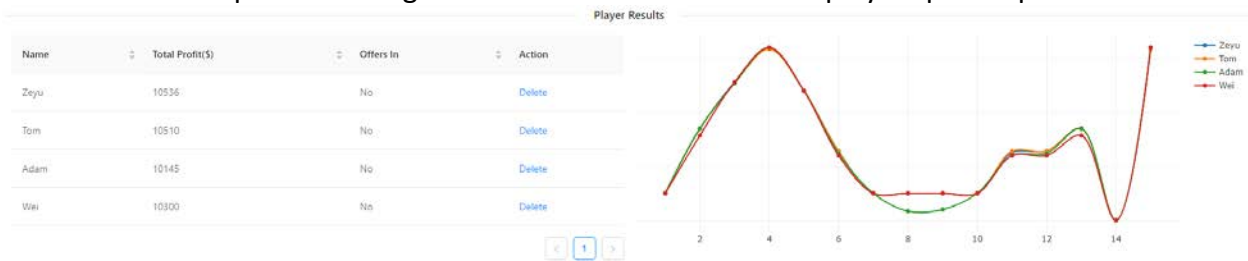 Player Results
Name Total Profit($) Offers In Action
Zeyu 10536 No Delete
Tom 10510 No Delete
Adam 10145 No Delete
Wei 10300 No Delete
< 1 >
Zeyu
Tom
Adam
Wei
2 4 6 8 10 12 14